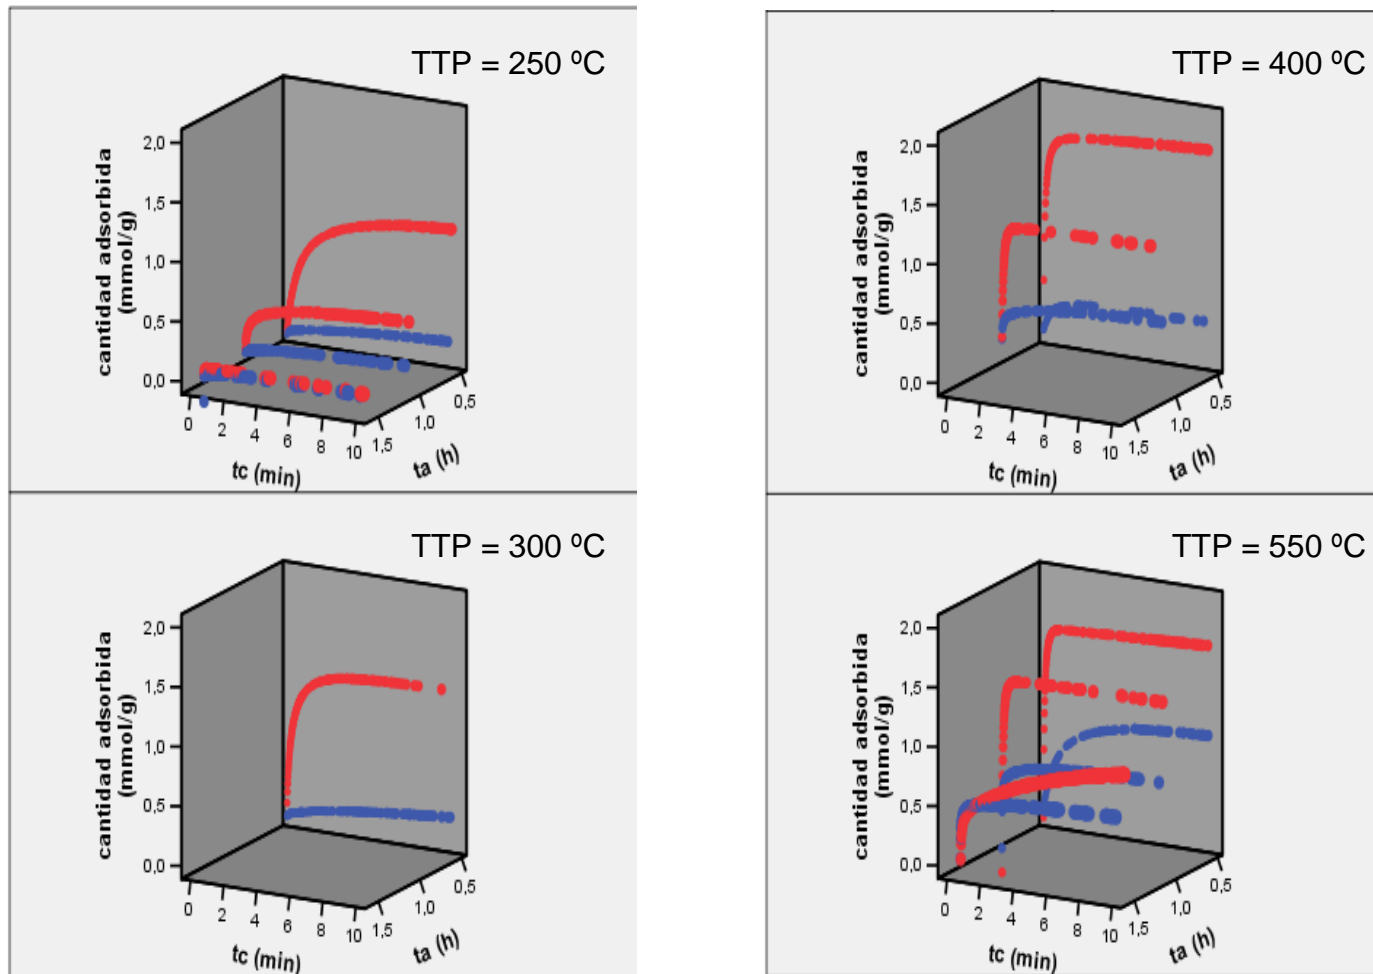 TTP = 250 ºC
cantidad adsorbida
(mmol/g)
2,0
1,5
1,0
0,5
0,0
0
2
4
6
8
10
tc (min)
1,5
1,0
0,5
ta (h)
TTP = 400 ºC
cantidad adsorbida
(mmol/g)
2,0
1,5
1,0
0,5
0,0
0
2
4
6
8
10
tc (min)
1,5
1,0
0,5
ta (h)
TTP = 300 ºC
cantidad adsorbida
(mmol/g)
2,0
1,5
1,0
0,5
0,0
0
2
4
6
8
10
tc (min)
1,5
1,0
0,5
ta (h)
TTP = 550 ºC
cantidad adsorbida
(mmol/g)
2,0
1,5
1,0
0,5
0,0
0
2
4
6
8
10
tc (min)
1,5
1,0
0,5
ta (h)